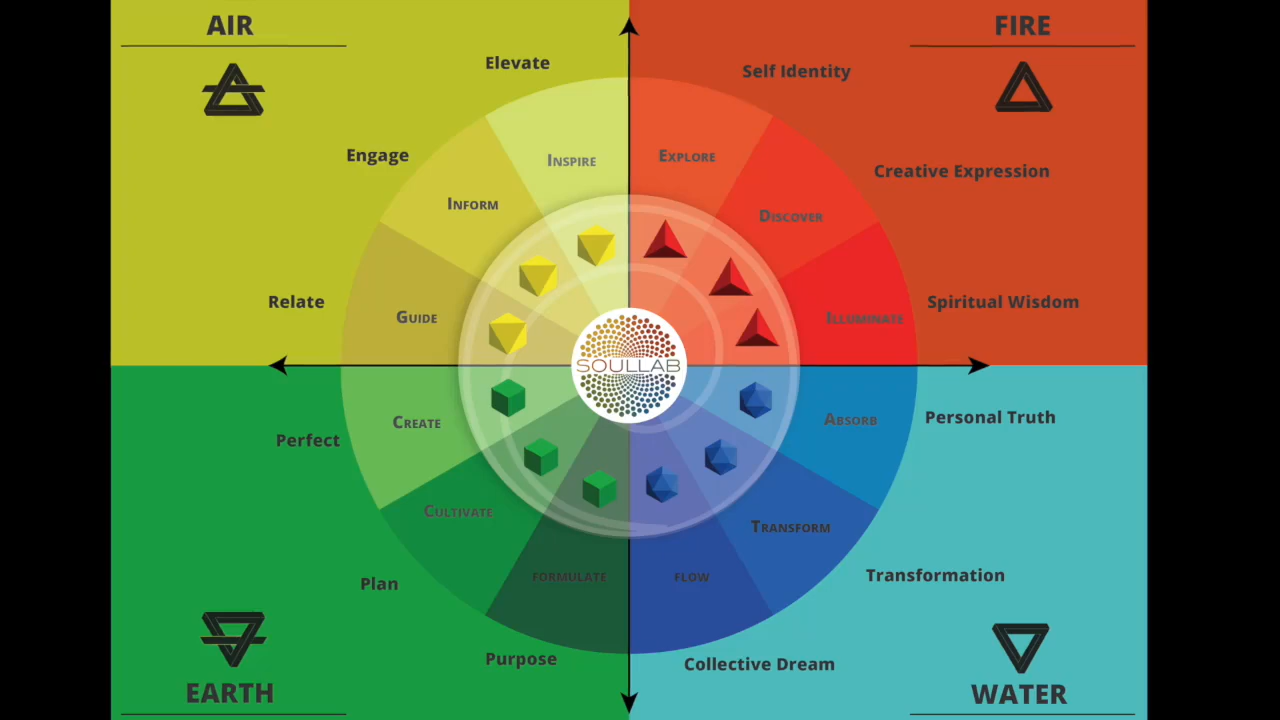 AIR
FIRE
Elevate
Self Identity
Engage
Inspire
Explore
Creative Expression
Inform
Discover
Relate
Guide
Illuminate
Spiritual Wisdom
SOULLAB
Perfect
Create
Absorb
Personal Truth
Cultivate
Transform
Plan
formulate
flow
Transformation
Purpose
Collective Dream
EARTH
WATER